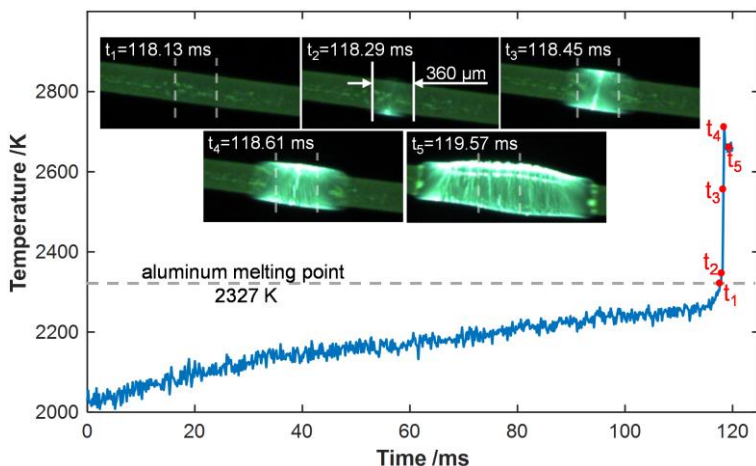 t1=118.13 ms
t2=118.29 ms
360 µm
t3=118.45 ms
t4=118.61 ms
t5=119.57 ms
2800
2600
2400
2200
2000
Temperature /K
t4
t5
t3
t2
t1
aluminum melting point
2327 K
0 20 40 60 80 100 120
Time /ms